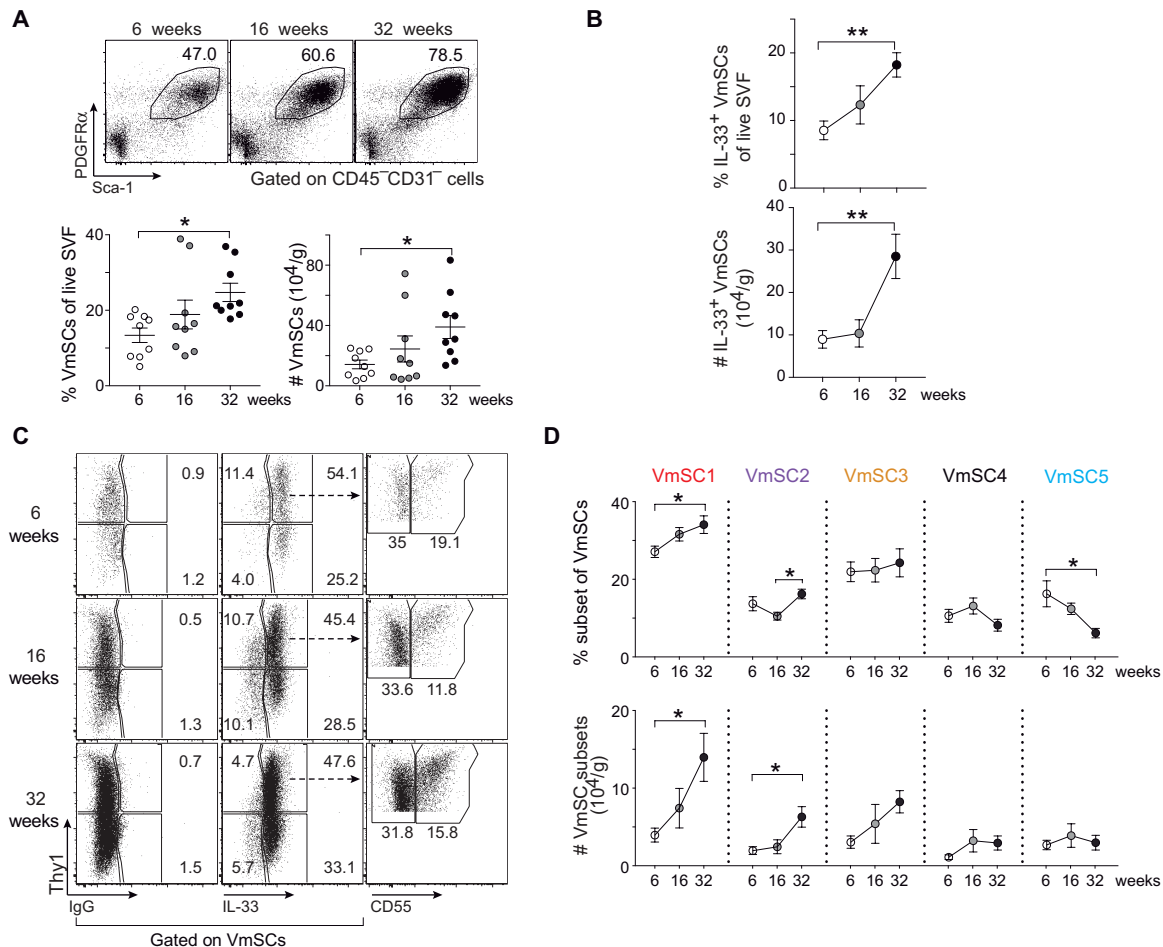 A
6 weeks
16 weeks
32 weeks
47.0
60.6
78.5
PDGFRα
Sca-1
Gated on CD45⁻CD31⁻ cells
% VmSCs of live SVF
40
20
0
*
6
16
32
weeks
# VmSCs (10⁴/g)
80
40
0
*
6
16
32
weeks
B
% IL-33⁺ VmSCs
of live SVF
20
10
0
**
# IL-33⁺ VmSCs
(10⁴/g)
40
30
20
10
0
**
6
16
32
weeks
C
6
weeks
0.9
1.2
11.4
54.1
4.0
25.2
35
19.1
16
weeks
0.5
1.3
10.7
45.4
10.1
28.5
33.6
11.8
32
weeks
0.7
1.5
4.7
47.6
5.7
33.1
31.8
15.8
Thy1
IgG
IL-33
CD55
Gated on VmSCs
D
VmSC1
VmSC2
VmSC3
VmSC4
VmSC5
% subset of VmSCs
40
20
0
*
*
*
6 16 32
6 16 32
6 16 32
6 16 32
6 16 32
weeks
# VmSC subsets
(10⁴/g)
20
10
0
*
*
6 16 32
6 16 32
6 16 32
6 16 32
6 16 32
weeks